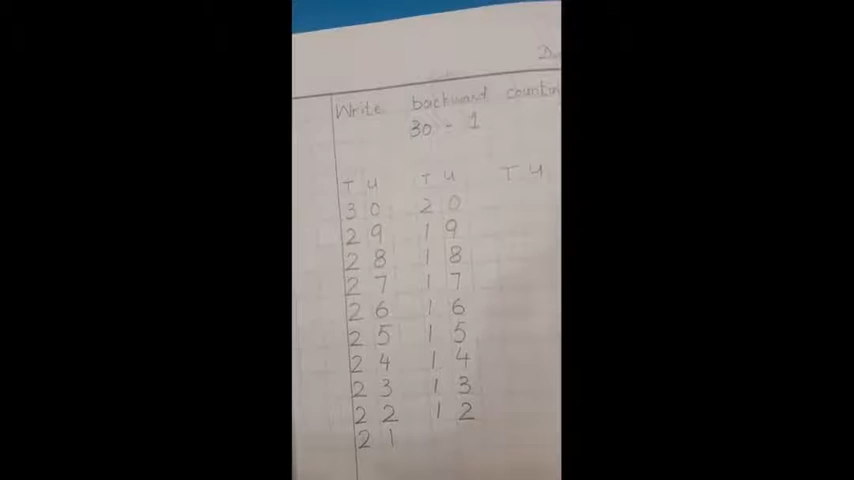 Write backward
30 - 1
T U T U T U
3 0 2 0
2 9 1 9
2 8 1 8
2 7 1 7
2 6 1 6
2 5 1 5
2 4 1 4
2 3 1 3
2 2 1 2
2 1